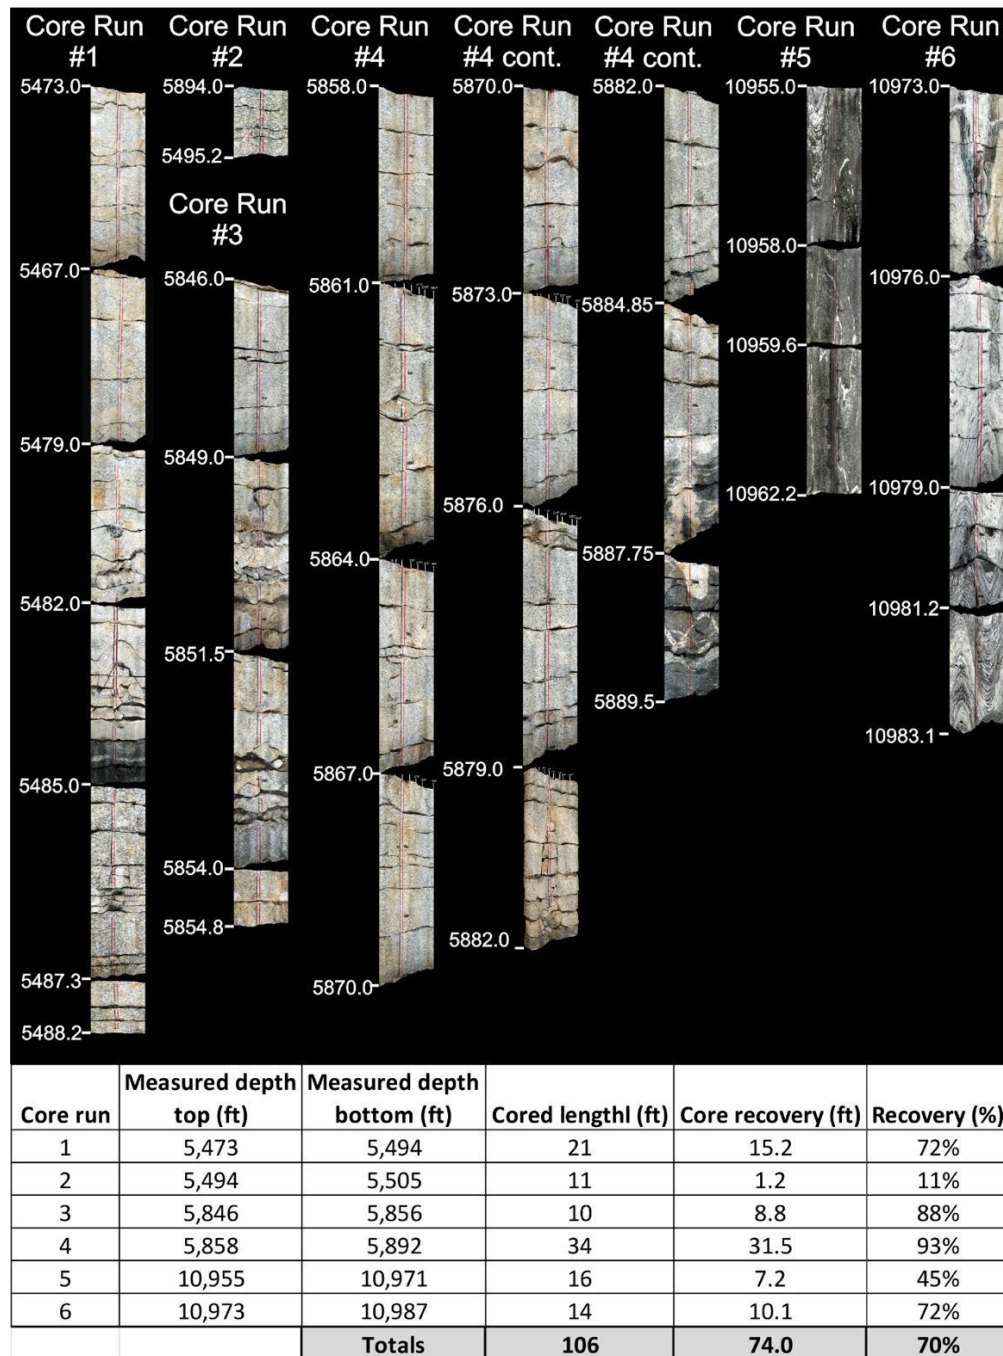 Core Run #1
5473.0
5467.0
5479.0
5482.0
5485.0
5487.3
5488.2
Core Run #2
5894.0
5495.2
Core Run #3
5846.0
5849.0
5851.5
5854.0
5854.8
Core Run #4
5858.0
5861.0
5864.0
5867.0
5870.0
Core Run #4 cont.
5870.0
5873.0
5876.0
5879.0
5882.0
Core Run #4 cont.
5882.0
5884.85
5887.75
5889.5
Core Run #5
10955.0
10958.0
10959.6
10962.2
Core Run #6
10973.0
10976.0
10979.0
10981.2
10983.1
Core run Measured depth top (ft) Measured depth bottom (ft) Cored lengthl (ft) Core recovery (ft) Recovery (%)
1 5,473 5,494 21 15.2 72%
2 5,494 5,505 11 1.2 11%
3 5,846 5,856 10 8.8 88%
4 5,858 5,892 34 31.5 93%
5 10,955 10,971 16 7.2 45%
6 10,973 10,987 14 10.1 72%
Totals 106 74.0 70%